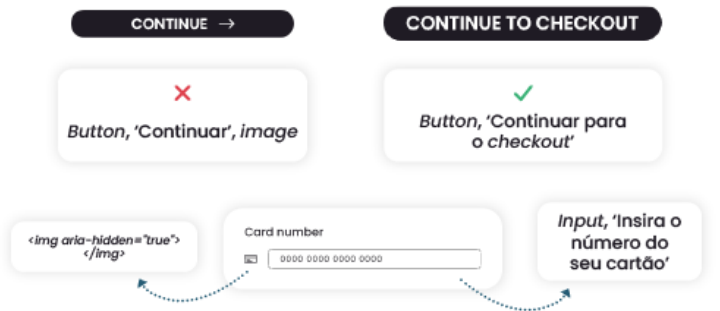 CONTINUE →
CONTINUE TO CHECKOUT
Button, 'Continuar', image
Button, 'Continuar para
o checkout'
<img aria-hidden="true">
</img>
Card number
0000 0000 0000 0000
Input, 'Insira o
número do
seu cartão'